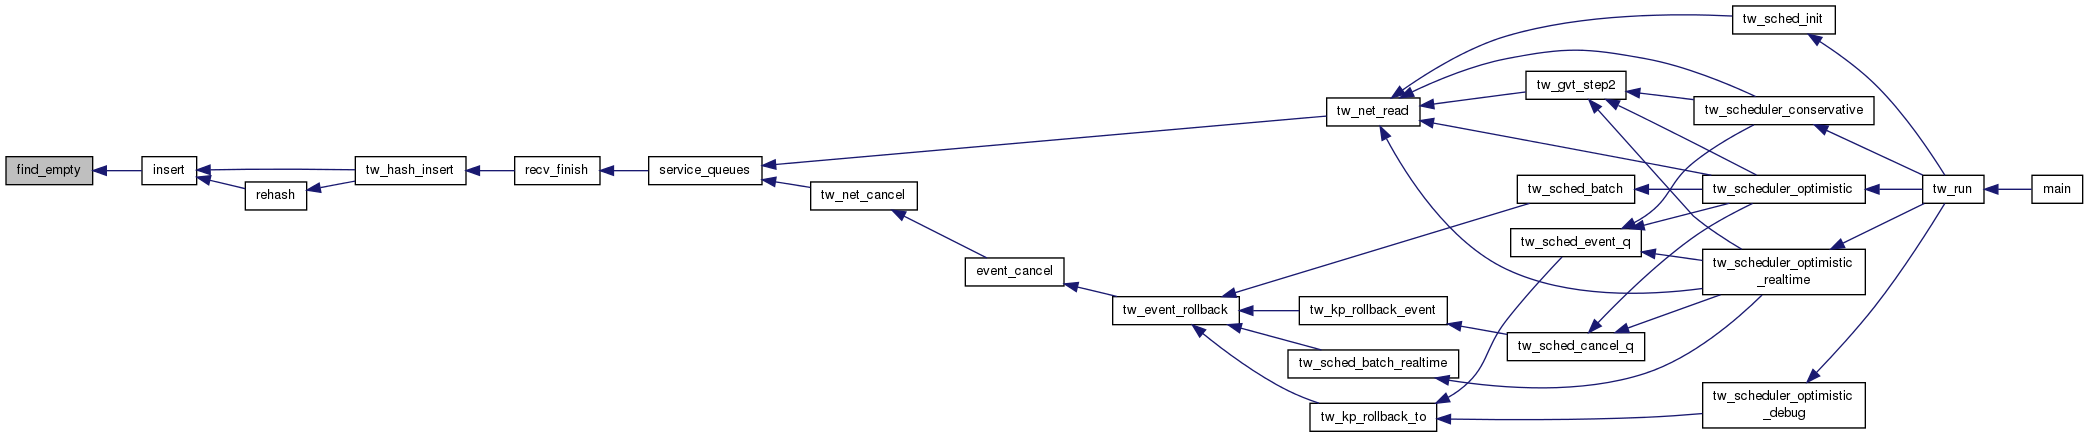 find_empty
insert
rehash
tw_hash_insert
recv_finish
service_queues
tw_net_cancel
event_cancel
tw_event_rollback
tw_net_read
tw_kp_rollback_event
tw_sched_batch_realtime
tw_kp_rollback_to
tw_gvt_step2
tw_sched_batch
tw_sched_event_q
tw_sched_cancel_q
tw_sched_init
tw_scheduler_conservative
tw_scheduler_optimistic
tw_scheduler_optimistic
_realtime
tw_scheduler_optimistic
_debug
tw_run
main